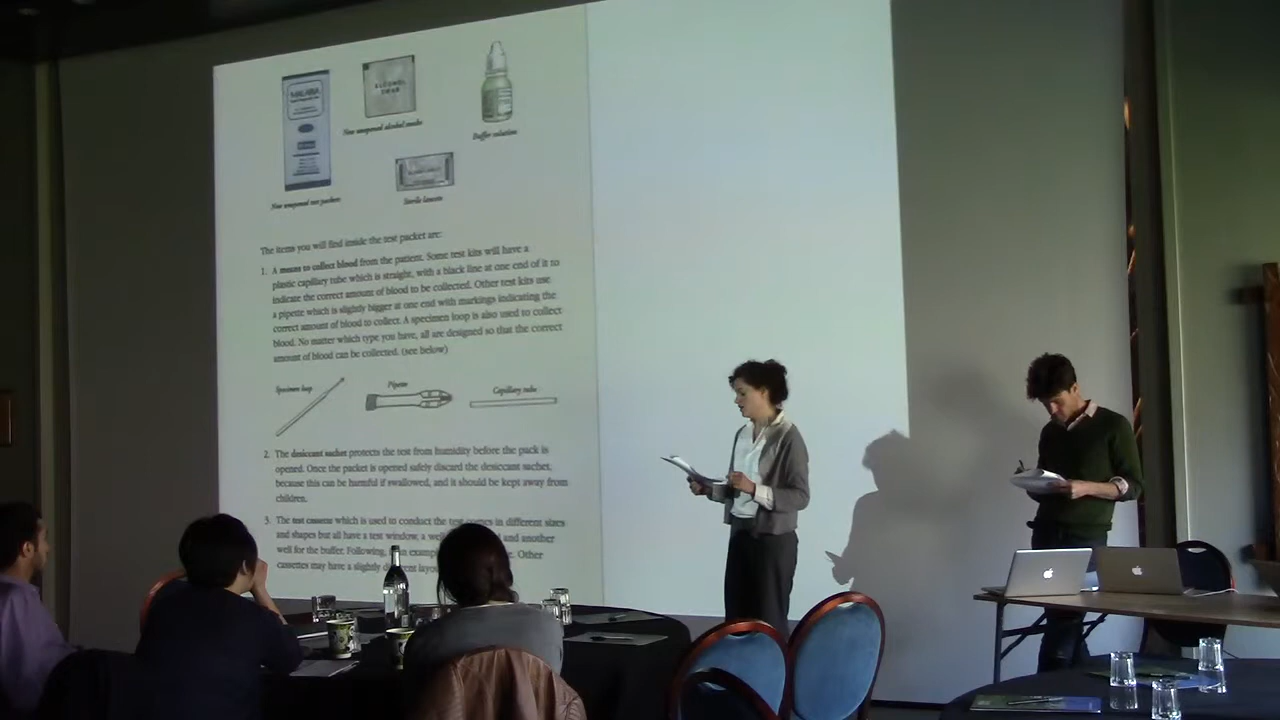 MALARIA
ALCOHOL
SWAB
New unopened alcohol swabs
Buffer solution
New unopened test packets
Sterile lancets
The items you will find inside the test packet are:
1. A means to collect blood from the patient. Some test kits will have a
plastic capillary tube which is straight, with a black line at one end of it to
indicate the correct amount of blood to be collected. Other test kits use
a pipette which is slightly bigger at one end with markings indicating the
correct amount of blood to collect. A specimen loop is also used to collect
blood. No matter which type you have, all are designed so that the correct
amount of blood can be collected. (see below)
Specimen loop
Pipette
Capillary tube
2. The desiccant sachet protects the test from humidity before the pack is
opened. Once the packet is opened safely discard the desiccant sachet,
because this can be harmful if swallowed, and it should be kept away from
children.
3. The test cassette which is used to conduct the test comes in different sizes
and shapes but all have a test window, a well and another
well for the buffer. Following, is an example Other
cassettes may have a slightly different